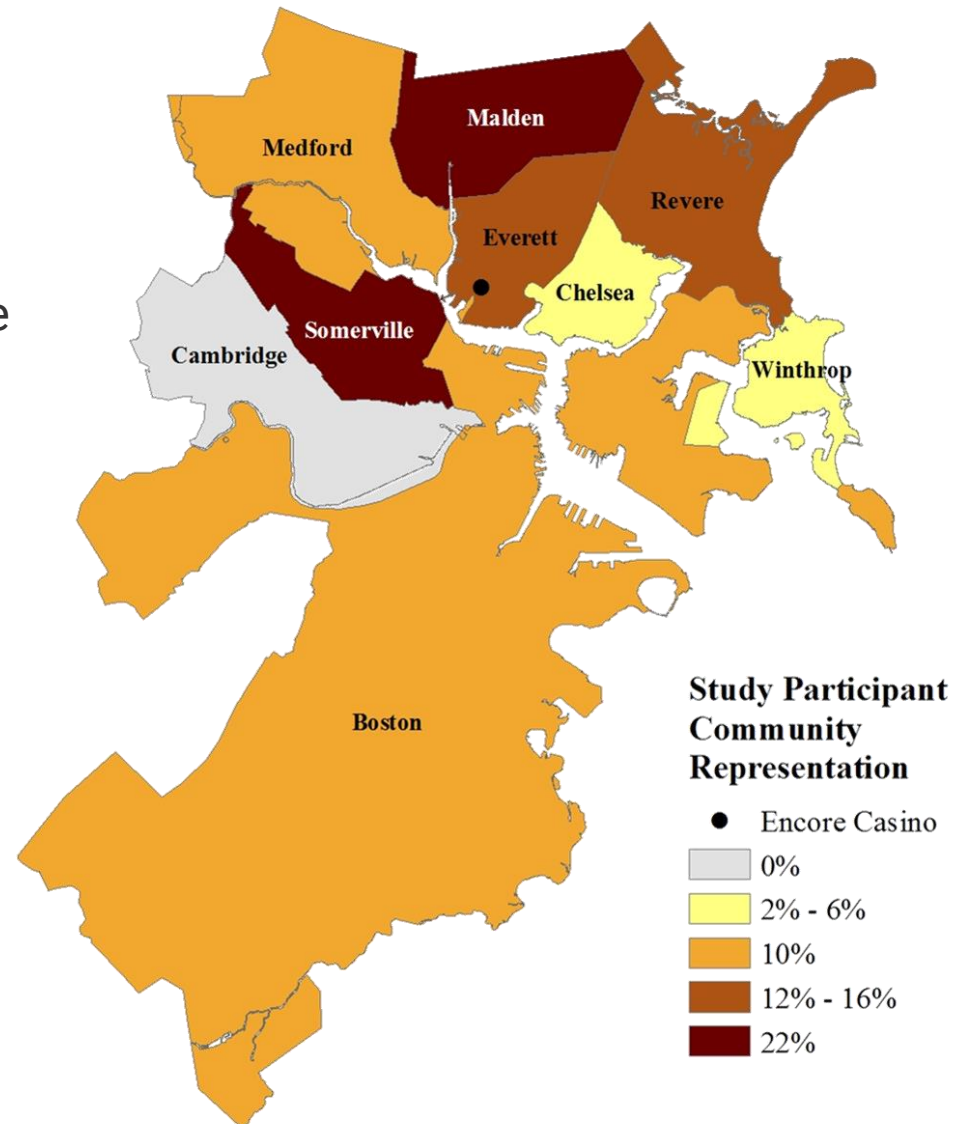 Malden
Medford
Revere
Everett
Chelsea
e
Somerville
Cambridge
Winthrop
Boston
Study Participant
Community
Representation
Encore Casino
0%
2% - 6%
10%
12% - 16%
22%